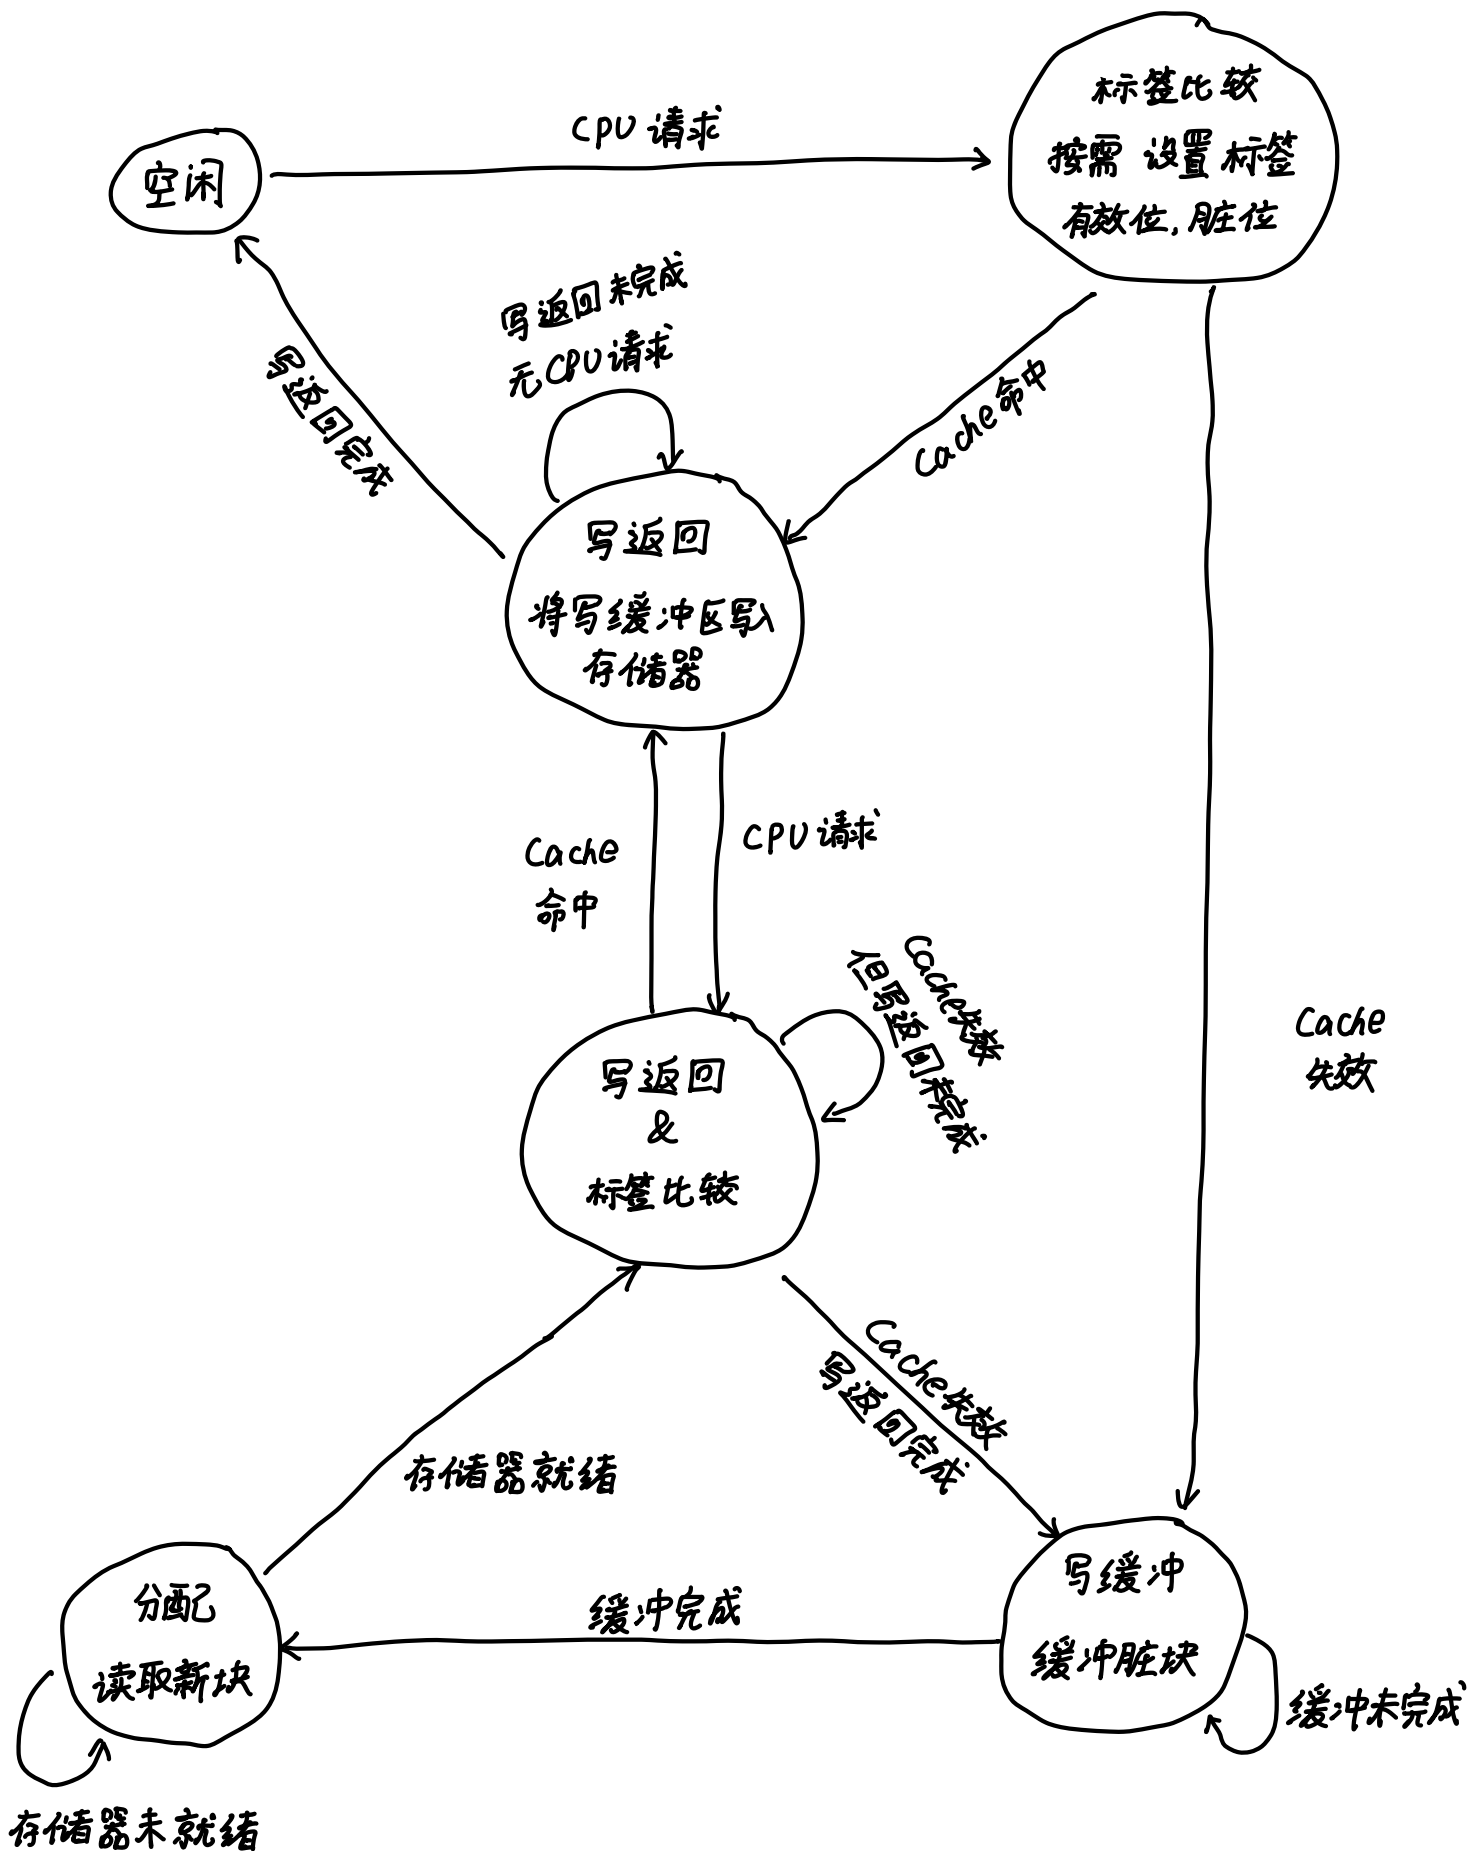 CPU请求
空闲
标签比较
按需 设置 标签
有效位, 脏位
写返回未完成
无CPU请求
写返回完成
Cache命中
写返回
将写缓冲区写入
存储器
Cache
命中
CPU请求
Cache失效
但写返回未完成
Cache
失效
写返回
&
标签比较
Cache失效
写返回完成
存储器就绪
分配
读取新块
缓冲完成
写缓冲
缓冲脏块
缓冲未完成
存储器未就绪